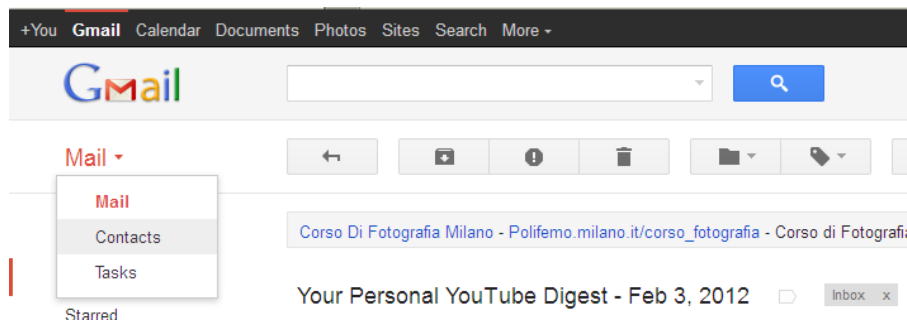 +You Gmail Calendar Documents Photos Sites Search More
Gmail
Mail
Mail
Contacts
Tasks
Starred
Corso Di Fotografia Milano - Polifemo.milano.it/corso_fotografia - Corso di Fotografi
Your Personal YouTube Digest - Feb 3, 2012 Inbox x